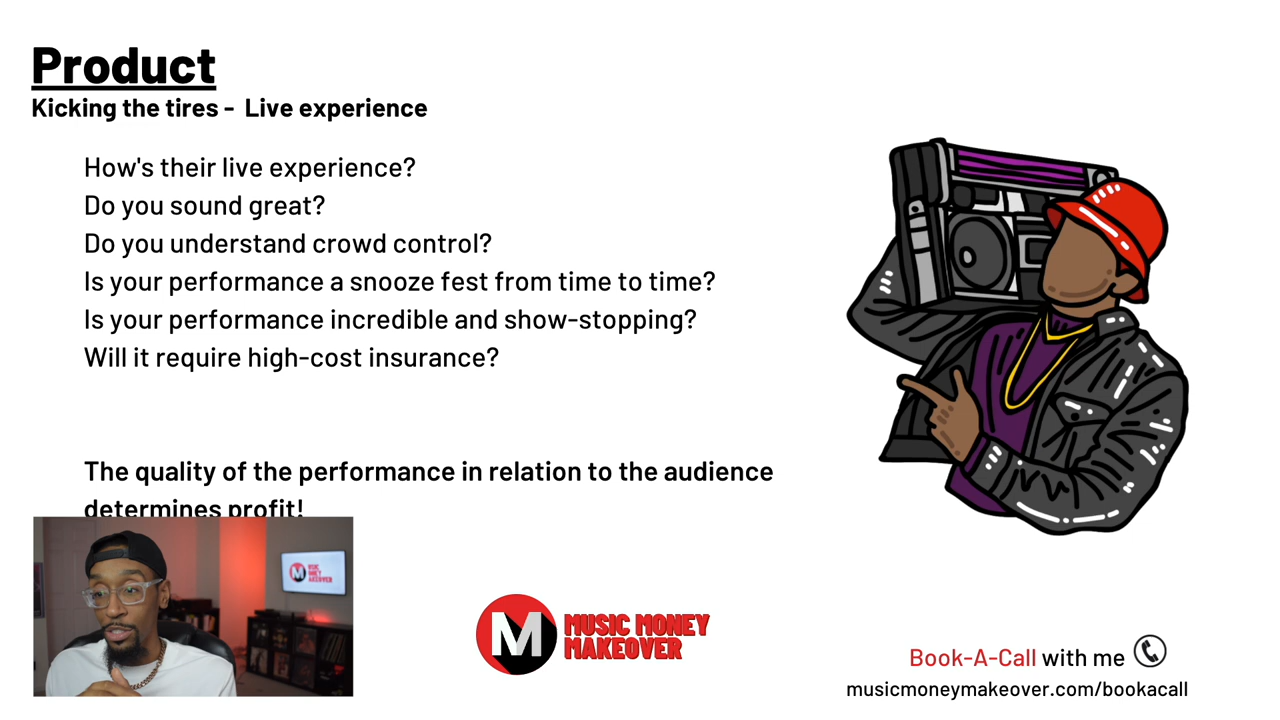 Product
Kicking the tires - Live experience
How's their live experience?
Do you sound great?
Do you understand crowd control?
Is your performance a snooze fest from time to time?
Is your performance incredible and show-stopping?
Will it require high-cost insurance?
The quality of the performance in relation to the audience
determines profit!
MUSIC
MONEY
MAKEOVER
M MUSIC MONEY
MAKEOVER
Book-A-Call with me
musicmoneymakeover.com/bookacall